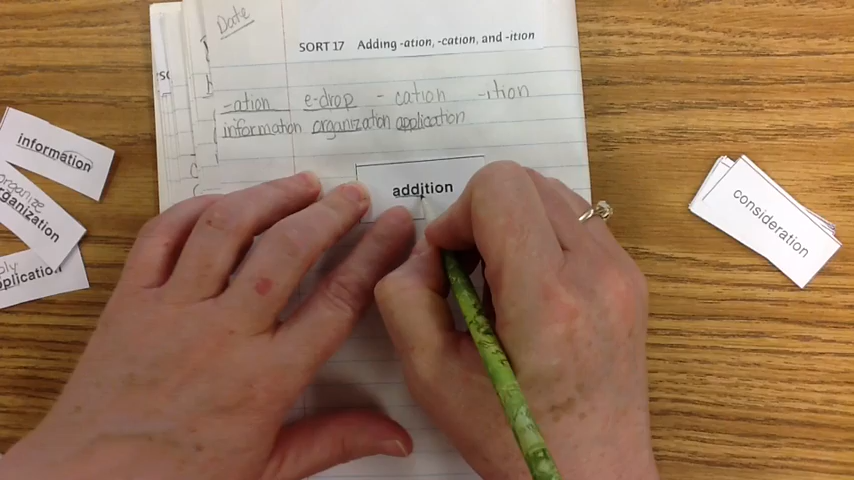 Date
SORT 17 Adding -ation, -cation, and -ition
-ation e-drop -cation -ition
information organization application
addition
information
organize
organization
application
consideration